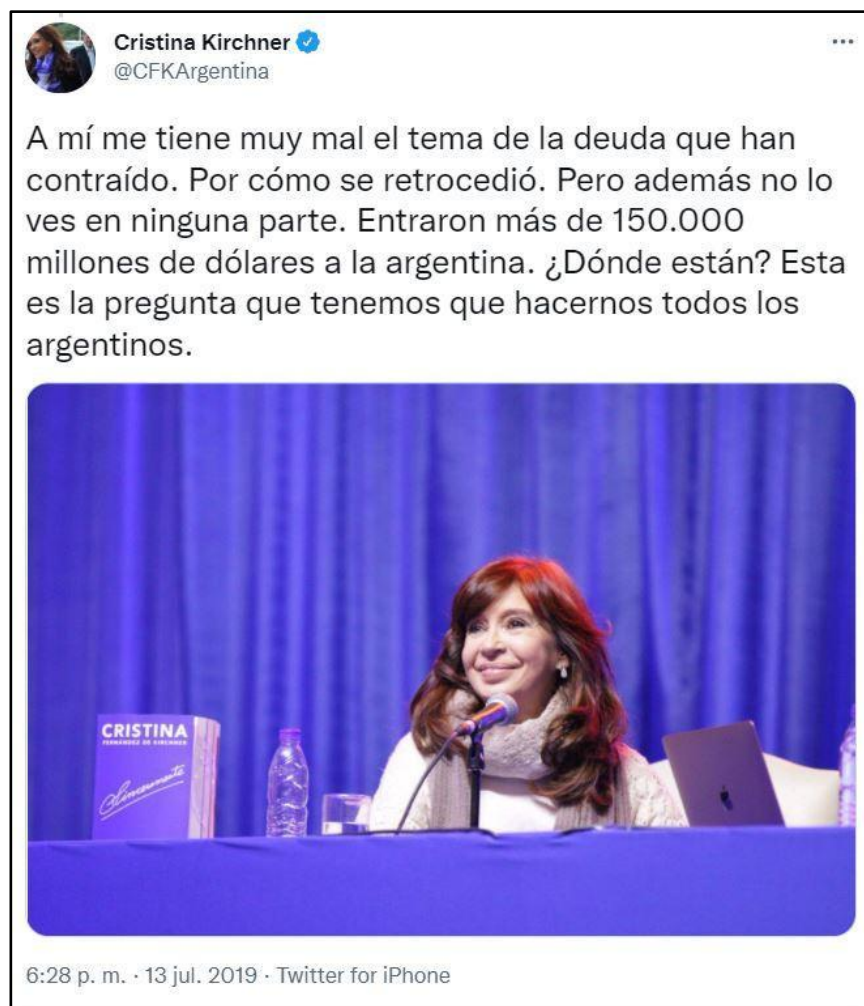 Cristina Kirchner
@CFKArgentina
A mí me tiene muy mal el tema de la deuda que han
contraído. Por cómo se retrocedió. Pero además no lo
ves en ninguna parte. Entraron más de 150.000
millones de dólares a la argentina. ¿Dónde están? Esta
es la pregunta que tenemos que hacernos todos los
argentinos.
CRISTINA
FERNÁNDEZ DE KIRCHNER
Sinceramente
6:28 p. m. · 13 jul. 2019 · Twitter for iPhone